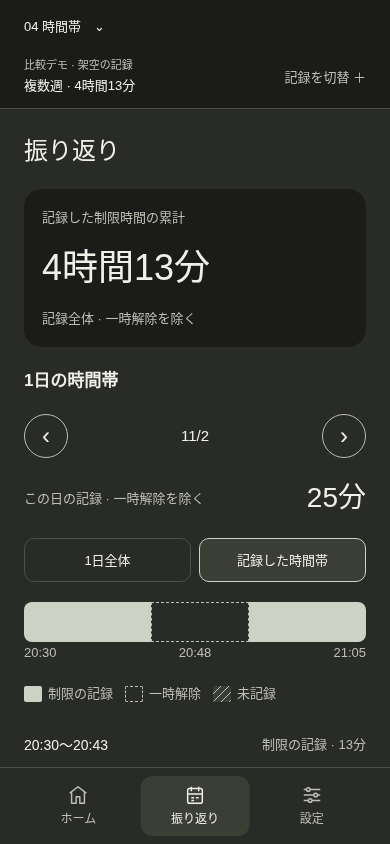 04 時間帯
比較デモ · 架空の記録
複数週 · 4時間13分
記録を切替 ＋
振り返り
記録した制限時間の累計
4時間13分
記録全体 · 一時解除を除く
1日の時間帯
‹ 11/2 ›
この日の記録 · 一時解除を除く 25分
1日全体 記録した時間帯
20:30 20:48 21:05
制限の記録 一時解除 未記録
20:30〜20:43 制限の記録 · 13分
ホーム 振り返り 設定